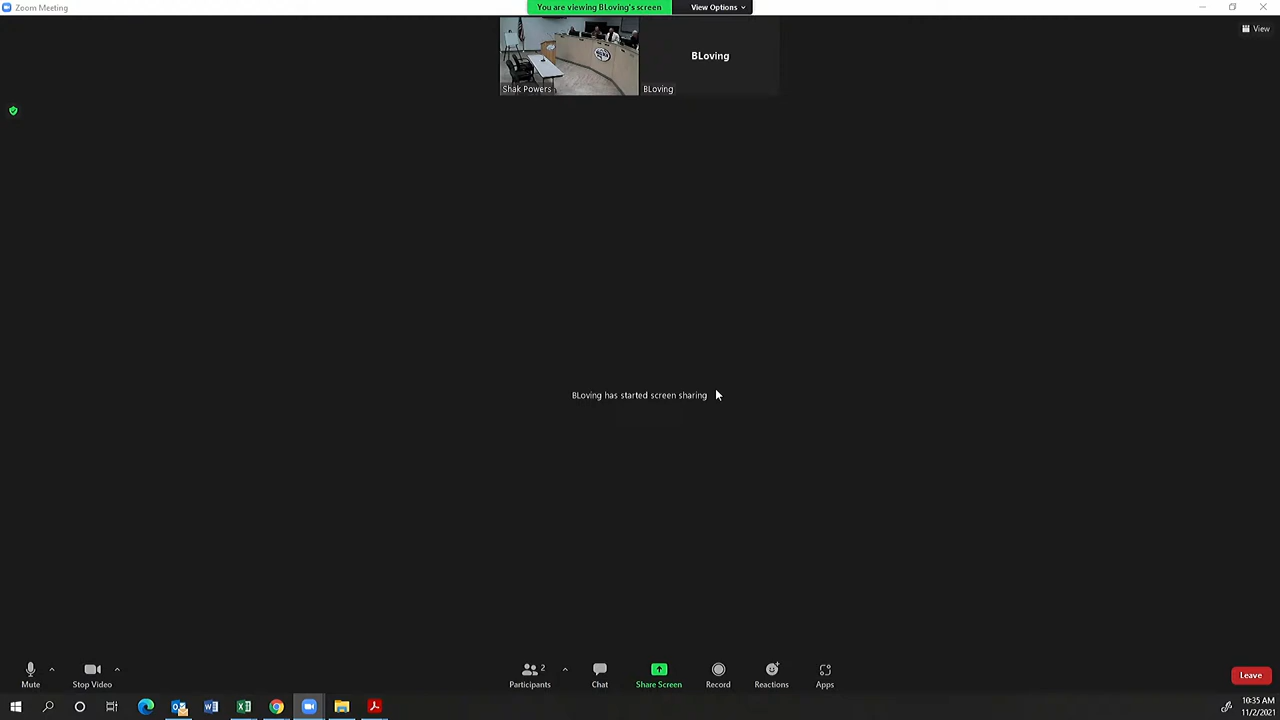 Zoom Meeting
You are viewing BLoving's screen
View Options
View
BLoving
Shak Powers
BLoving
BLoving has started screen sharing
2
Mute
Stop Video
Participants
Chat
Share Screen
Record
Reactions
Apps
Leave
10:35 AM
11/2/2021